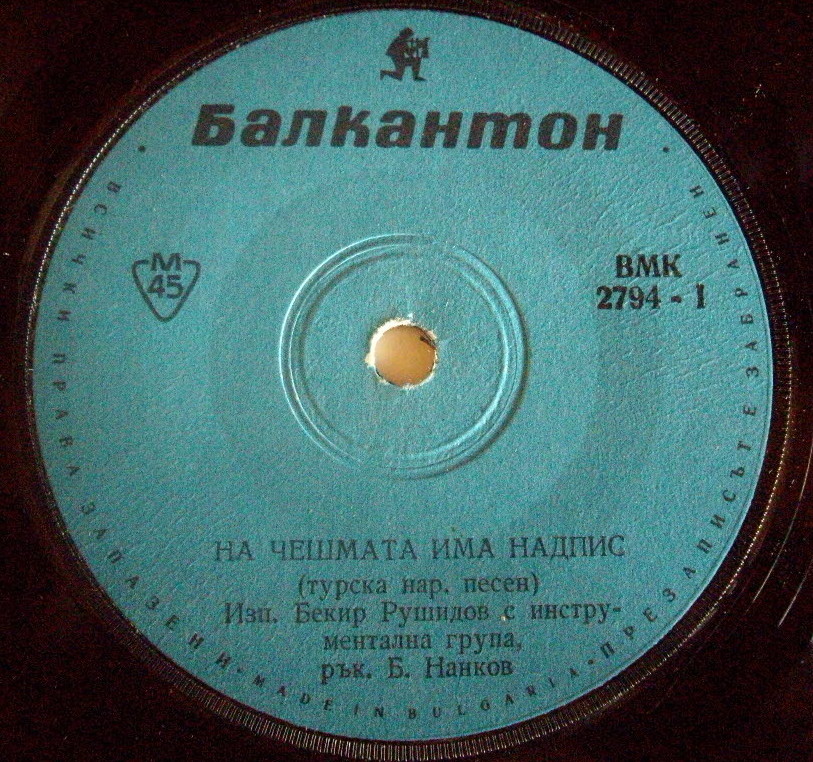 Балкантон
М
45
ВМК
2794 - 1
НА ЧЕШМАТА ИМА НАДПИС
(турска нар. песен)
Изп. Бекир Рушидов с инстру-
ментална група,
рък. Б. Нанков
ВСИЧКИ ПРАВА ЗАПАЗЕНИ - MADE IN BULGARIA - ПРЕЗАПИСЪТ Е ЗАБРАНЕН